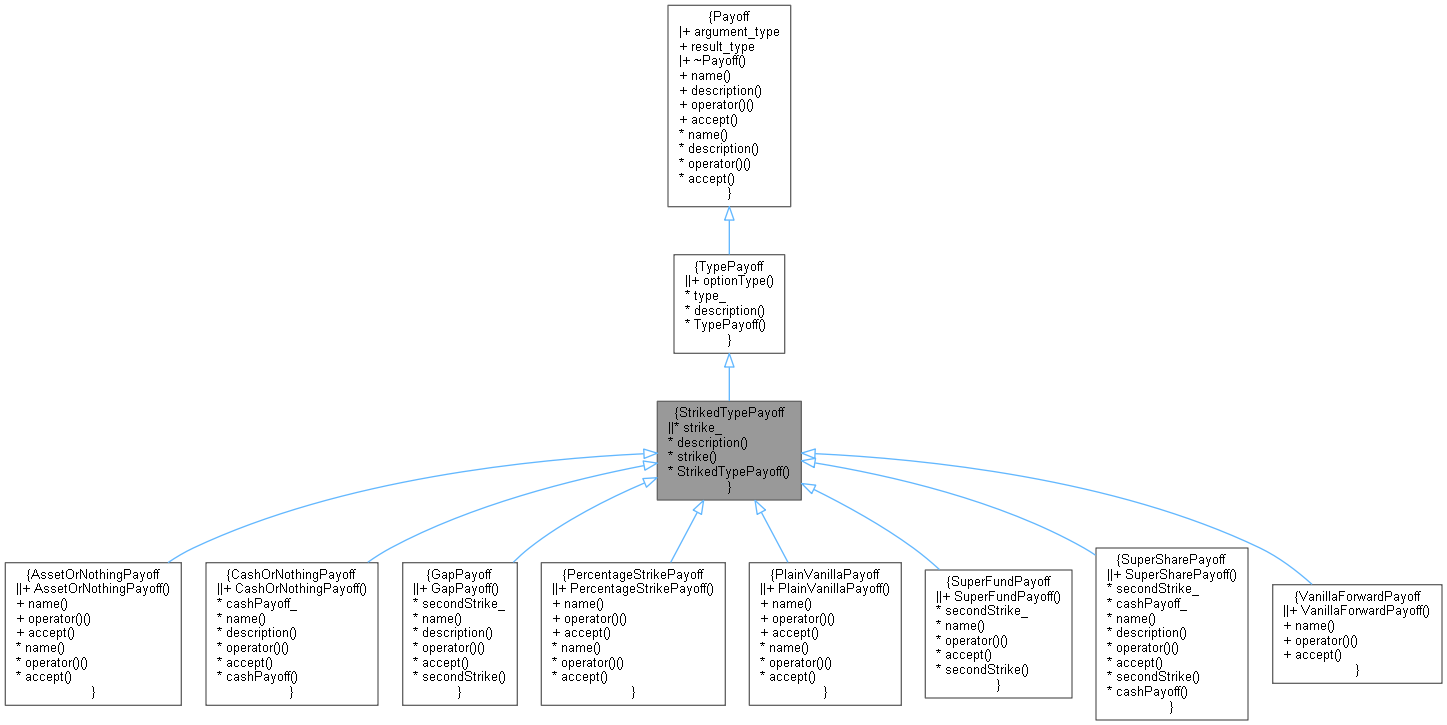 {Payoff
|+ argument_type
+ result_type
|+ ~Payoff()
+ name()
+ description()
+ operator()()
+ accept()
* name()
* description()
* operator()()
* accept()
}
{TypePayoff
||+ optionType()
* type_
* description()
* TypePayoff()
}
{StrikedTypePayoff
||* strike_
* description()
* strike()
* StrikedTypePayoff()
}
{AssetOrNothingPayoff
||+ AssetOrNothingPayoff()
+ name()
+ operator()()
+ accept()
* name()
* operator()()
* accept()
}
{CashOrNothingPayoff
||+ CashOrNothingPayoff()
* cashPayoff_
* name()
* description()
* operator()()
* accept()
* cashPayoff()
}
{GapPayoff
||+ GapPayoff()
* secondStrike_
* name()
* description()
* operator()()
* accept()
* secondStrike()
}
{PercentageStrikePayoff
||+ PercentageStrikePayoff()
+ name()
+ operator()()
+ accept()
* name()
* operator()()
* accept()
}
{PlainVanillaPayoff
||+ PlainVanillaPayoff()
+ name()
+ operator()()
+ accept()
* name()
* operator()()
* accept()
}
{SuperFundPayoff
||+ SuperFundPayoff()
* secondStrike_
* name()
* operator()()
* accept()
* secondStrike()
}
{SuperSharePayoff
||+ SuperSharePayoff()
* secondStrike_
* cashPayoff_
* name()
* description()
* operator()()
* accept()
* secondStrike()
* cashPayoff()
}
{VanillaForwardPayoff
||+ VanillaForwardPayoff()
+ name()
+ operator()()
+ accept()
}